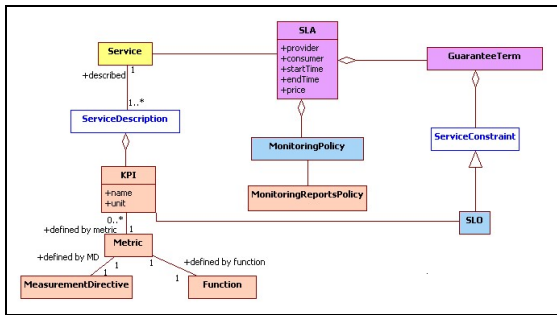 SLA
Service
1
+provider
+consumer
+startTime
+endTime
+price
GuaranteeTerm
+described
1..*
ServiceDescription
MonitoringPolicy
ServiceConstraint
KPI
+name
+unit
MonitoringReportsPolicy
SLO
0..*
+defined by metric
1
Metric
+defined by MD
1
1
+defined by function
1
1
MeasurementDirective
Function